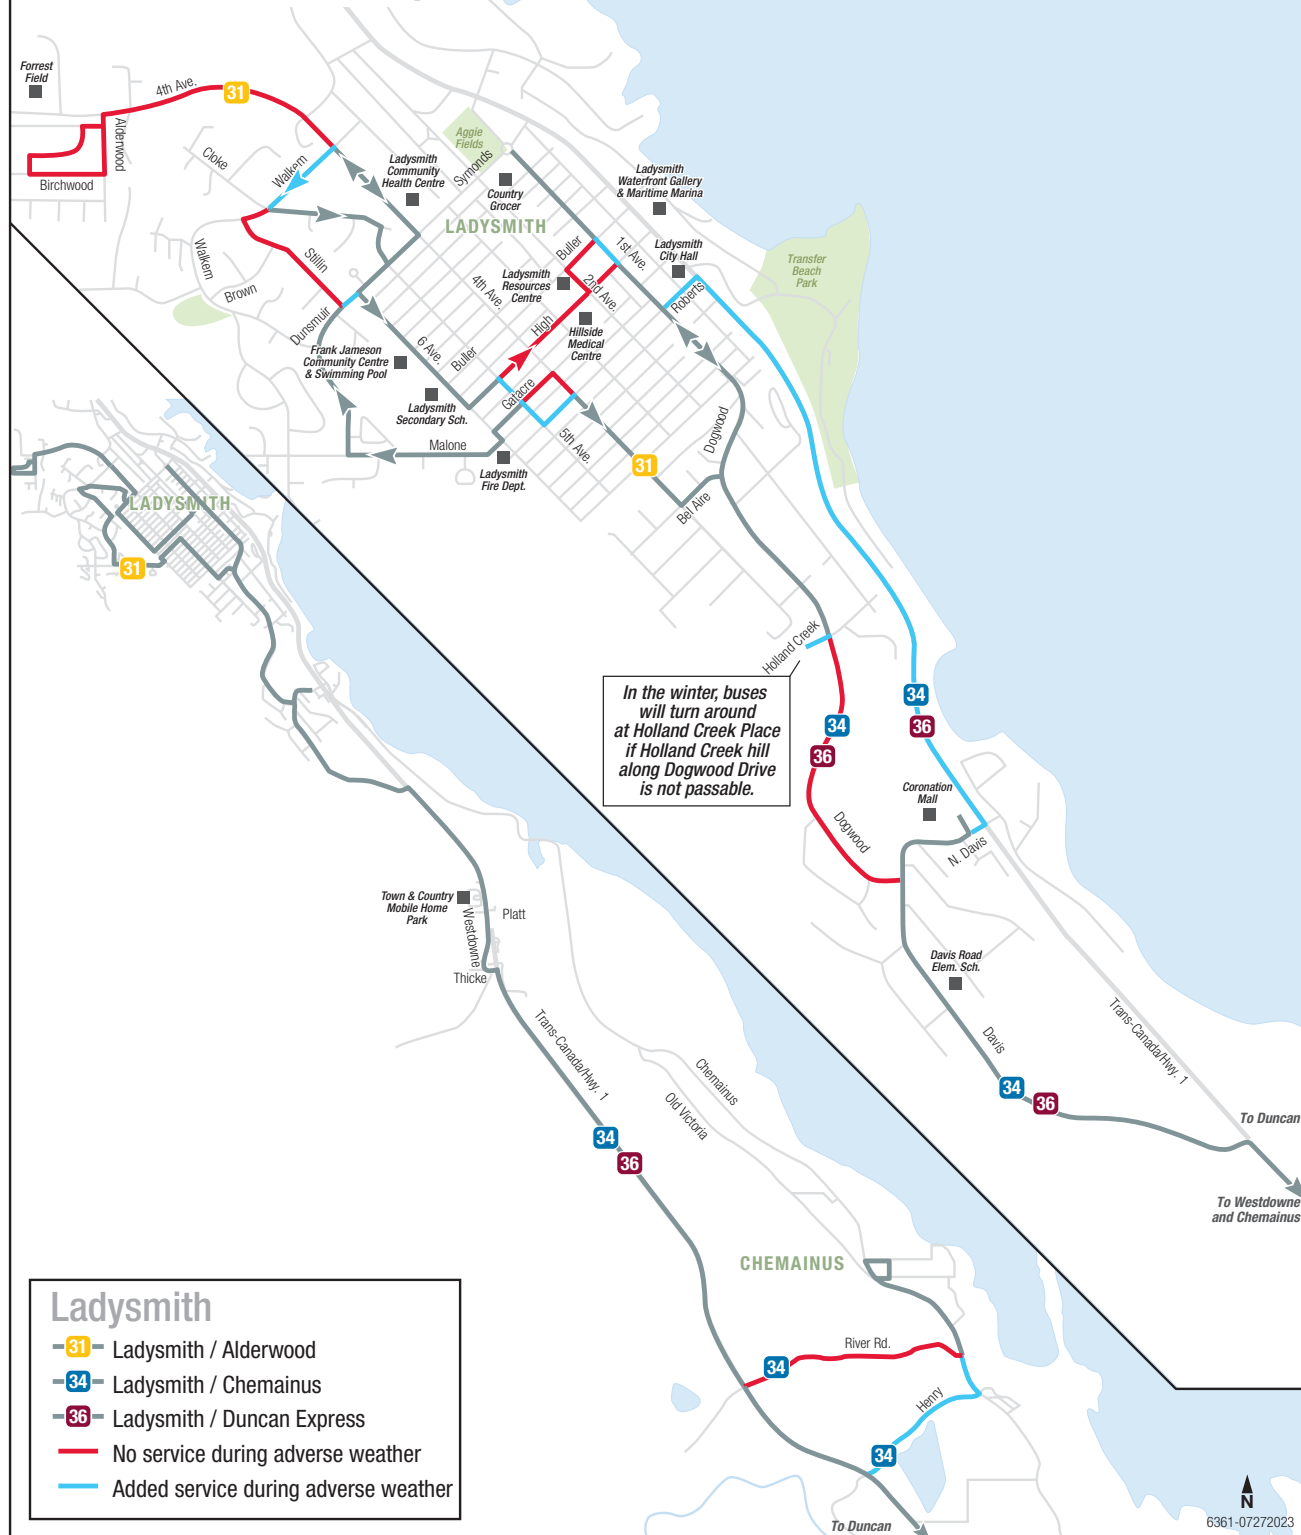 Forrest
Field
4th Ave.
31
Alderwood
Birchwood
Cloke
Walkem
Ladysmith
Community
Health Centre
Aggie
Fields
Symonds
Country
Grocer
Ladysmith
Waterfront Gallery
& Maritime Marina
LADYSMITH
Buller
1st Ave.
Ladysmith
City Hall
Transfer
Beach
Park
Walkem
Stillin
Brown
Dunsmuir
4th Ave.
Ladysmith
Resources
Centre
2nd Ave.
Roberts
High
Hillside
Medical
Centre
6 Ave.
Buller
Frank Jameson
Community Centre
& Swimming Pool
Gatacre
Ladysmith
Secondary Sch.
Dogwood
Malone
5th Ave.
31
Ladysmith
Fire Dept.
Bel Aire
LADYSMITH
31
Holland Creek
In the winter, buses
will turn around
at Holland Creek Place
if Holland Creek hill
along Dogwood Drive
is not passable.
34
36
34
36
Coronation
Mall
Dogwood
N. Davis
Town & Country
Mobile Home
Park
Westdowne
Platt
Thicke
Davis Road
Elem. Sch.
Trans-Canada/Hwy. 1
Davis
Trans-Canada/Hwy. 1
Chemainus
Old Victoria
34
36
34
36
To Duncan
To Westdowne
and Chemainus
CHEMAINUS
River Rd.
34
Henry
34
To Duncan
Ladysmith
31 Ladysmith / Alderwood
34 Ladysmith / Chemainus
36 Ladysmith / Duncan Express
No service during adverse weather
Added service during adverse weather
N
6361-07272023